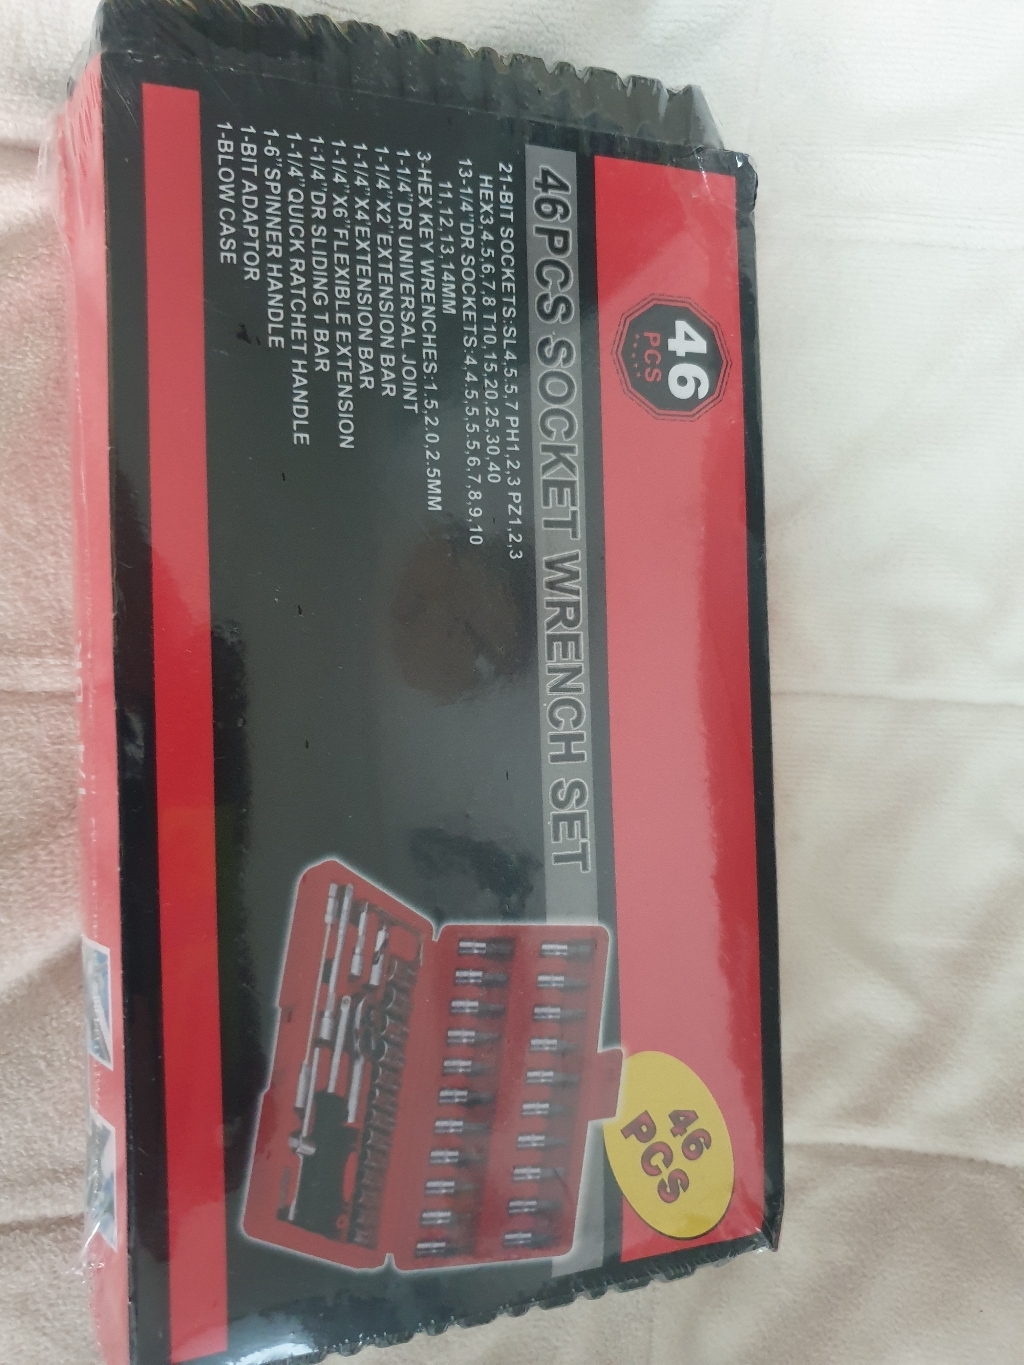 46
PCS
46PCS SOCKET WRENCH SET
21-BIT SOCKETS:SL4,5.5,7 PH1,2,3 PZ1,2,3
HEX3,4,5,6,7,8 T10,15,20,25,30,40
13-1/4"DR SOCKETS:4,4.5,5,5.5,6,7,8,9,10
11,12,13,14MM
3-HEX KEY WRENCHES:1.5,2.0,2.5MM
1-1/4"DR UNIVERSAL JOINT
1-1/4"X2"EXTENSION BAR
1-1/4"X4"EXTENSION BAR
1-1/4"X6"FLEXIBLE EXTENSION
1-1/4"DR SLIDING T BAR
1-1/4"QUICK RATCHET HANDLE
1-6"SPINNER HANDLE
1-BIT ADAPTOR
1-BLOW CASE
46
PCS